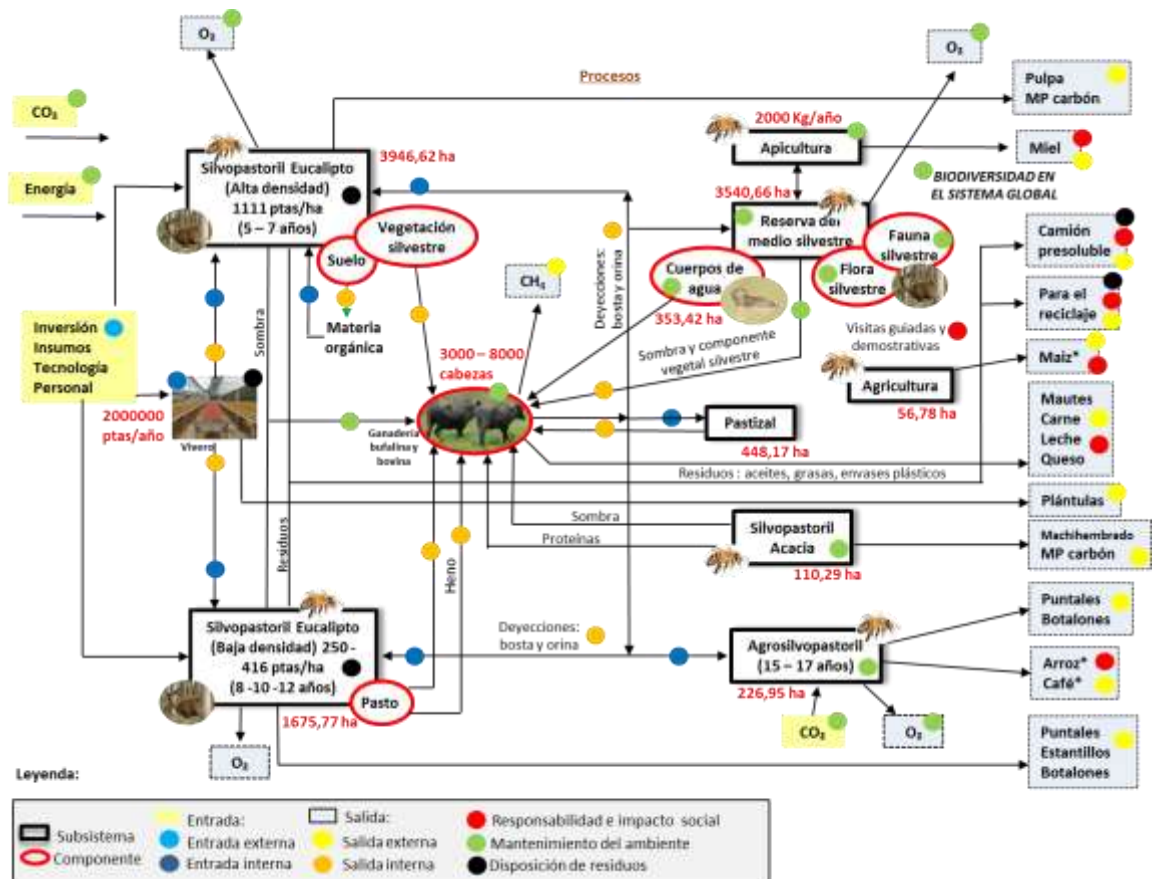 O₂
O₂
Procesos
Pulpa
MP carbón
CO₂
2000 Kg/año
Apicultura
Miel
Silvopastoril Eucalipto
(Alta densidad)
1111 ptas/ha
(5 – 7 años)
3946,62 ha
Energía
BIODIVERSIDAD EN
EL SISTEMA GLOBAL
3540,66 ha
Reserva del
medio silvestre
Vegetación
silvestre
Suelo
Fauna
silvestre
Flora
silvestre
Cuerpos de
agua
353,42 ha
Camión
presoluble
Deyecciones:
bosta y orina
CH₄
Para el
reciclaje
Sombra
Materia
orgánica
Inversión
Insumos
Tecnología
Personal
Visitas guiadas y
demostrativas
Sombra y componente
vegetal silvestre
Maiz*
3000 – 8000
cabezas
Agricultura
56,78 ha
2000000
ptas/año
Vivero
Mautes
Carne
Leche
Queso
Pastizal
448,17 ha
Ganadería
bufalina y
bovina
Residuos : aceites, grasas, envases plásticos
Plántulas
Sombra
Proteínas
Silvopastoril
Acacia
110,29 ha
Machihembrado
MP carbón
Residuos
Heno
Puntales
Botalones
Silvopastoril Eucalipto
(Baja densidad) 250 -
416 ptas/ha
(8 -10 -12 años)
Deyecciones:
bosta y orina
Agrosilvopastoril
(15 – 17 años)
226,95 ha
Arroz*
Café*
Pasto
1675,77 ha
CO₂
O₂
O₂
Puntales
Estantillos
Botalones
Leyenda:
Subsistema
Componente
Entrada:
Entrada externa
Entrada interna
Salida:
Salida externa
Salida interna
Responsabilidad e impacto social
Mantenimiento del ambiente
Disposición de residuos